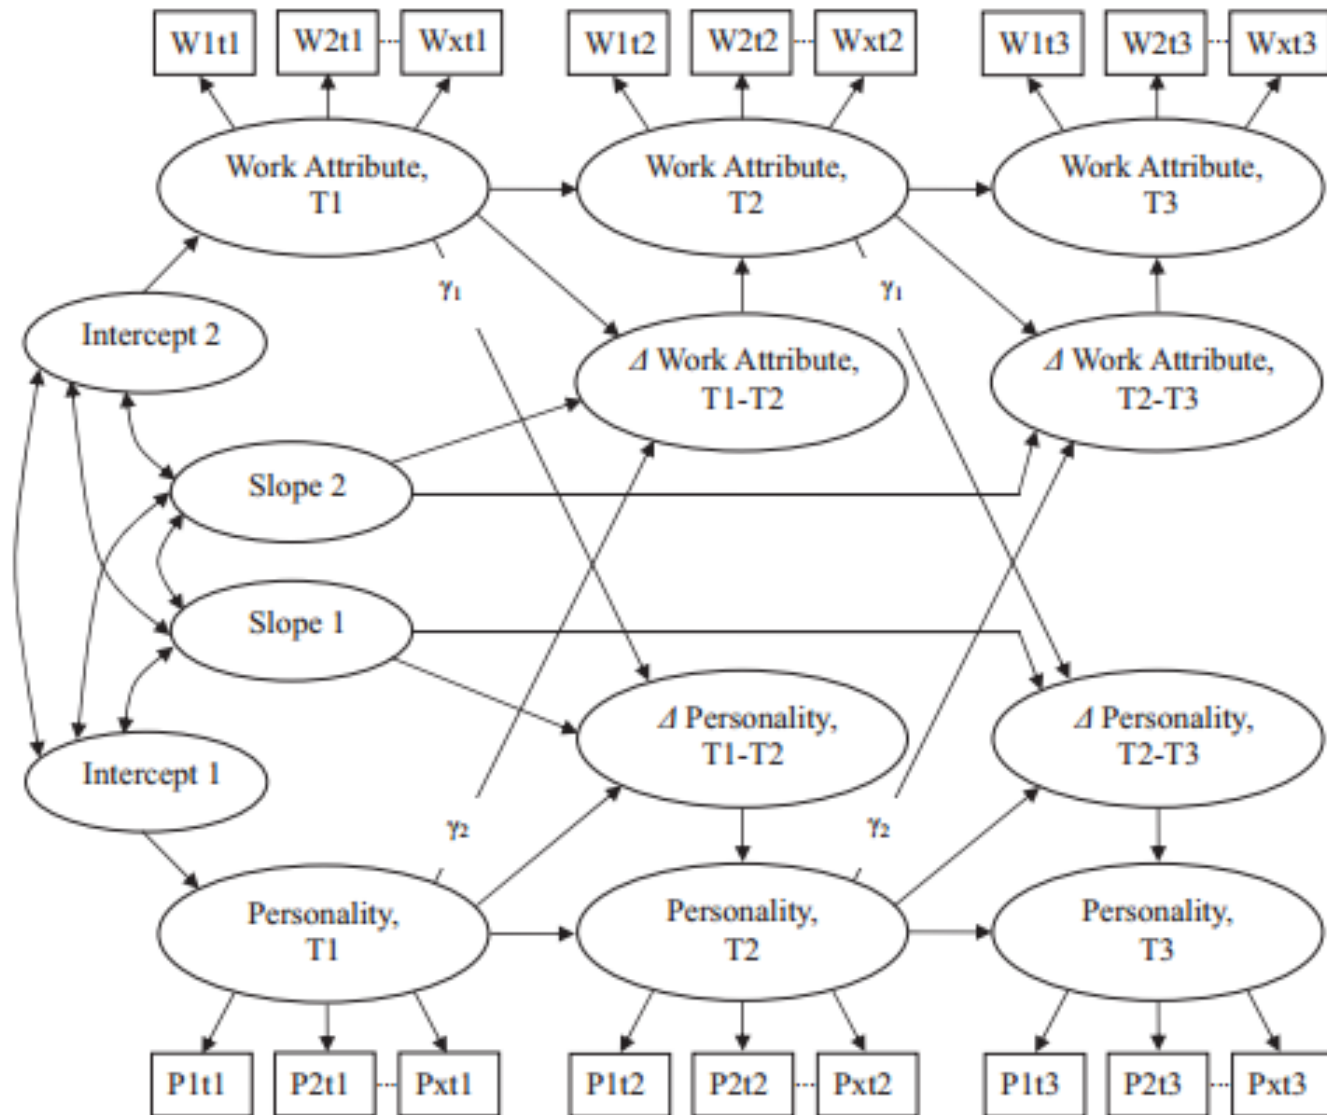 W1t1 W2t1 Wxt1 W1t2 W2t2 Wxt2 W1t3 W2t3 Wxt3
Work Attribute,
T1
Work Attribute,
T2
Work Attribute,
T3
γ1
γ1
Intercept 2
Δ Work Attribute,
T1-T2
Δ Work Attribute,
T2-T3
Slope 2
Slope 1
Δ Personality,
T1-T2
Δ Personality,
T2-T3
Intercept 1
γ2
γ2
Personality,
T1
Personality,
T2
Personality,
T3
P1t1 P2t1 Pxt1 P1t2 P2t2 Pxt2 P1t3 P2t3 Pxt3